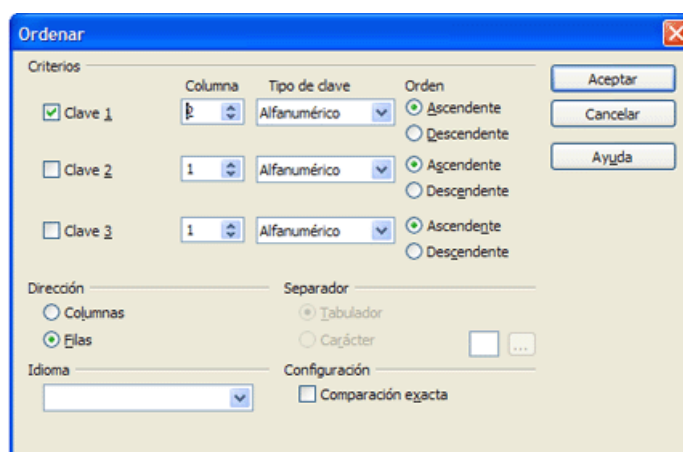 Ordenar
Criterios
Columna Tipo de clave Orden
Clave 1 2 Alfanumérico Ascendente
Descendente
Clave 2 1 Alfanumérico Ascendente
Descendente
Clave 3 1 Alfanumérico Ascendente
Descendente
Aceptar
Cancelar
Ayuda
Dirección
Columnas
Filas
Separador
Tabulador
Carácter
...
Idioma
Configuración
Comparación exacta